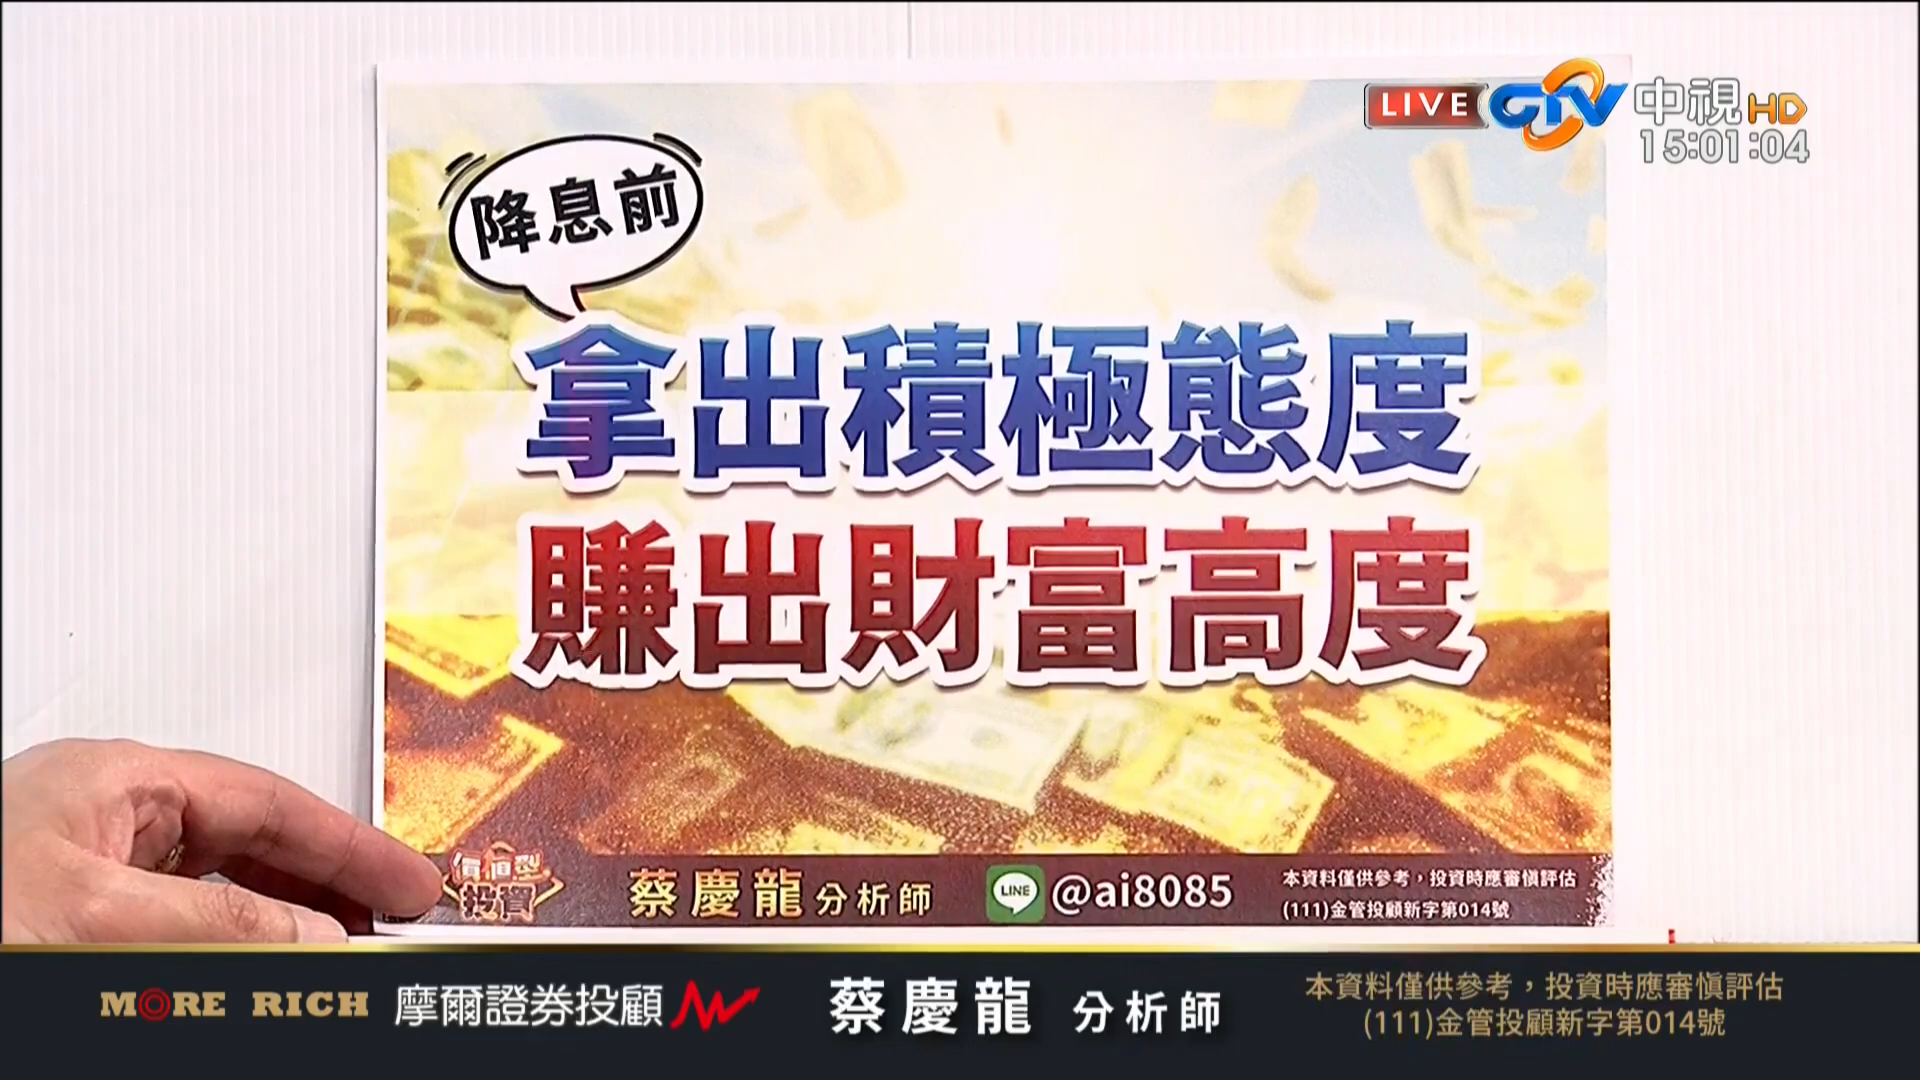 LIVE CTV 中視HD
15:01:04
降息前
拿出積極態度
賺出財富高度
價值型
投資
蔡慶龍 分析師
LINE @ai8085
本資料僅供參考，投資時應審慎評估
(111)金管投顧新字第014號
MORE RICH 摩爾證券投顧
蔡慶龍 分析師
本資料僅供參考，投資時應審慎評估
(111)金管投顧新字第014號